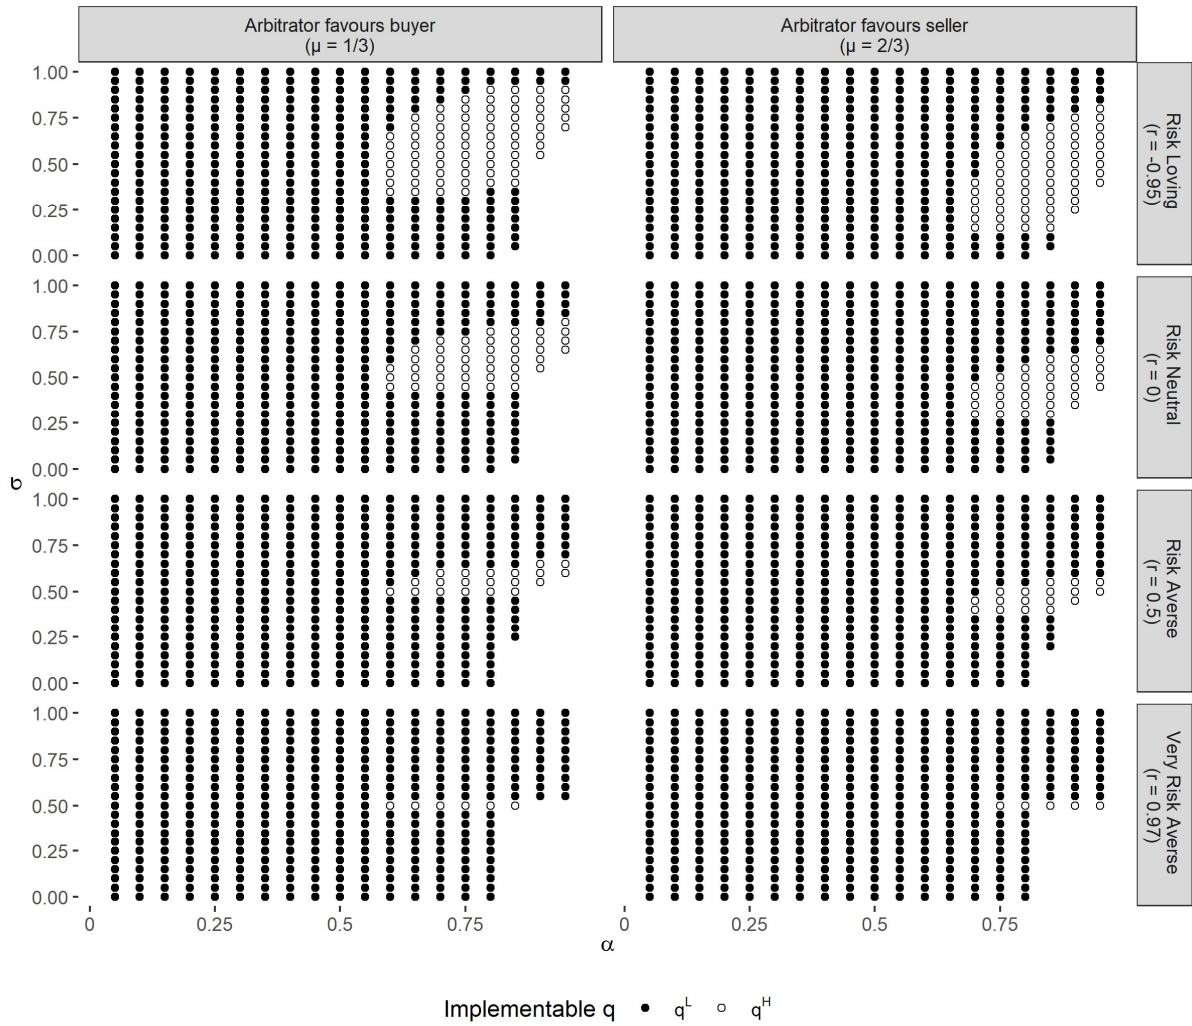 Arbitrator favours buyer
(μ = 1/3)
Arbitrator favours seller
(μ = 2/3)
1.00
0.75
0.50
0.25
0.00
Risk Loving
(r = -0.95)
1.00
0.75
0.50
0.25
0.00
Risk Neutral
(r = 0)
σ
1.00
0.75
0.50
0.25
0.00
Risk Averse
(r = 0.5)
1.00
0.75
0.50
0.25
0.00
Very Risk Averse
(r = 0.97)
0 0.25 0.5 0.75
0 0.25 0.5 0.75
α
Implementable q qᴸ qᴴ